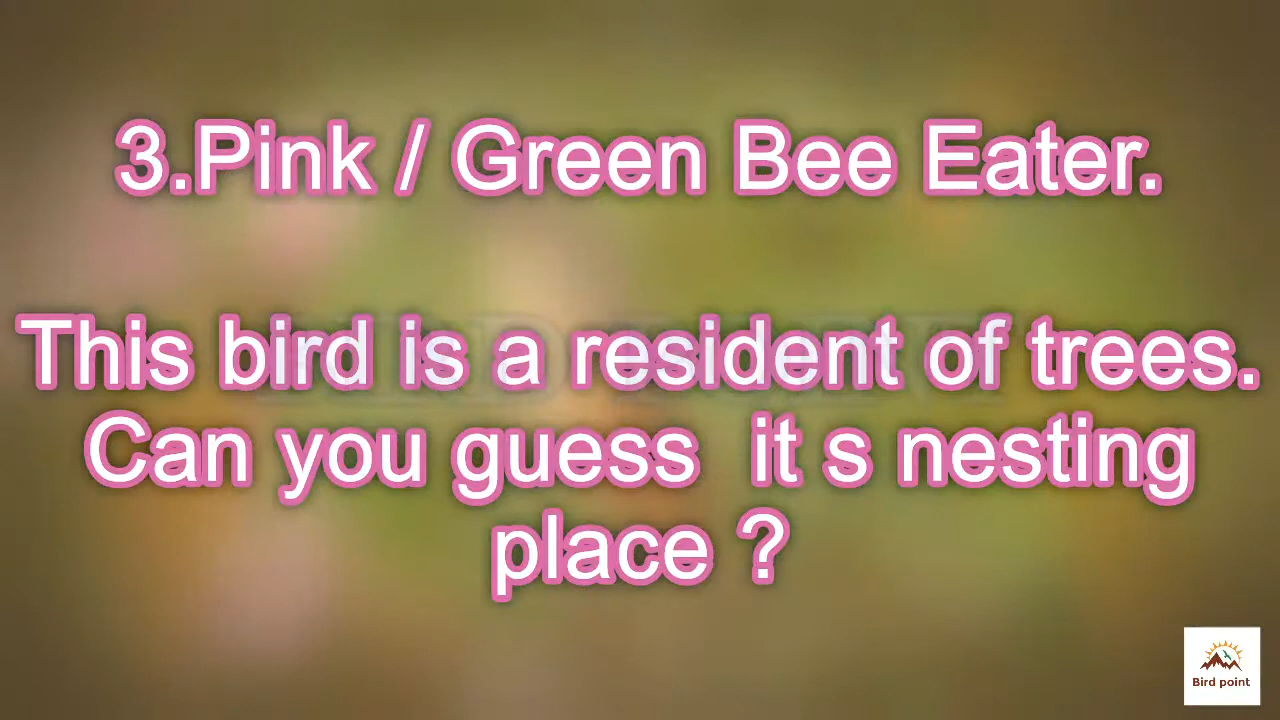 3.Pink / Green Bee Eater.
This bird is a resident of trees.
Can you guess  it s nesting
place ?
Bird point